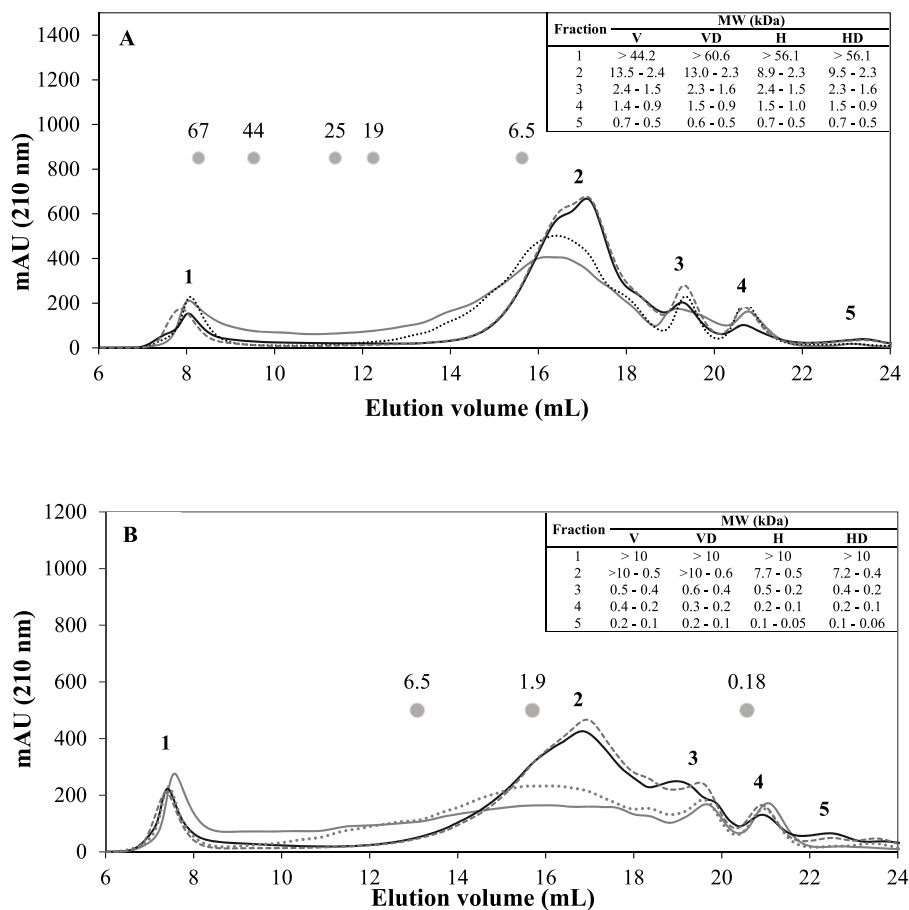 A
MW (kDa)
Fraction V VD H HD
1 > 44.2 > 60.6 > 56.1 > 56.1
2 13.5 - 2.4 13.0 - 2.3 8.9 - 2.3 9.5 - 2.3
3 2.4 - 1.5 2.3 - 1.6 2.4 - 1.5 2.3 - 1.6
4 1.4 - 0.9 1.5 - 0.9 1.5 - 1.0 1.5 - 0.9
5 0.7 - 0.5 0.6 - 0.5 0.7 - 0.5 0.7 - 0.5
1400
1200
1000
800
600
400
200
0
mAU (210 nm)
67 44 25 19 6.5
1 2 3 4 5
6 8 10 12 14 16 18 20 22 24
Elution volume (mL)
B
MW (kDa)
Fraction V VD H HD
1 > 10 > 10 > 10 > 10
2 >10 - 0.5 >10 - 0.6 7.7 - 0.5 7.2 - 0.4
3 0.5 - 0.4 0.6 - 0.4 0.5 - 0.2 0.4 - 0.2
4 0.4 - 0.2 0.3 - 0.2 0.2 - 0.1 0.2 - 0.1
5 0.2 - 0.1 0.2 - 0.1 0.1 - 0.05 0.1 - 0.06
1200
1000
800
600
400
200
0
mAU (210 nm)
6.5 1.9 0.18
1 2 3 4 5
6 8 10 12 14 16 18 20 22 24
Elution volume (mL)